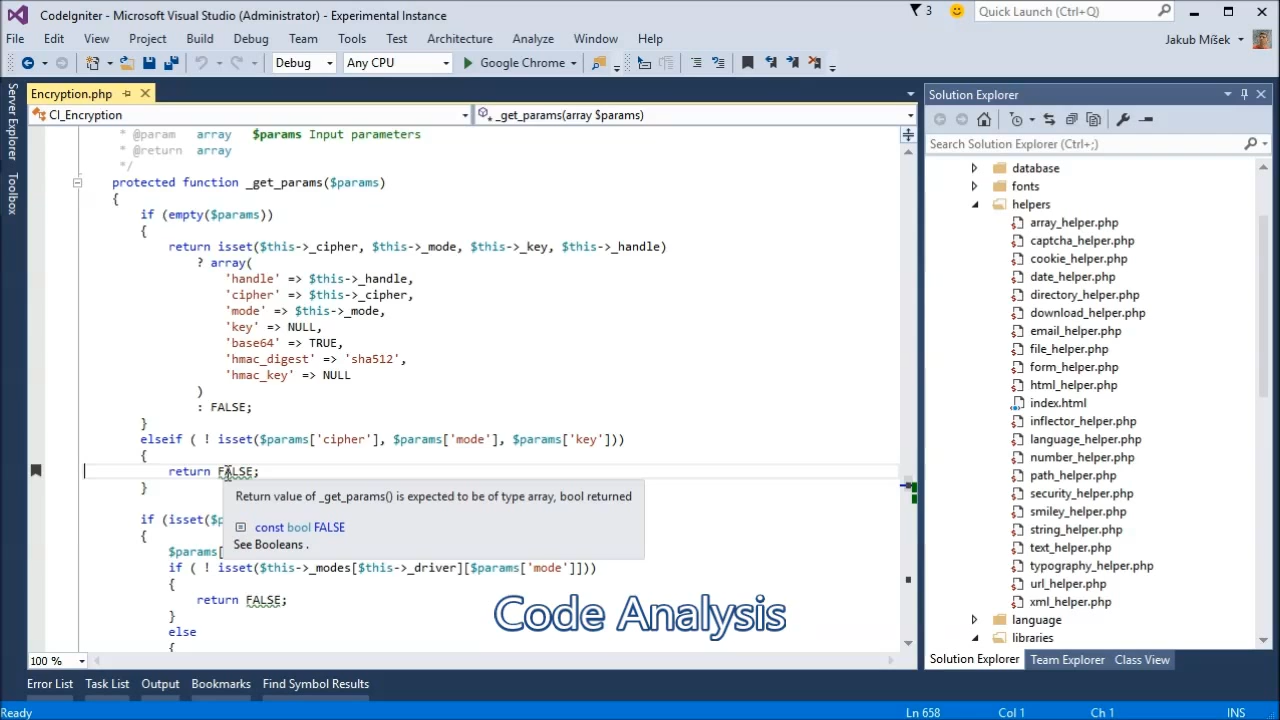 CodeIgniter - Microsoft Visual Studio (Administrator) - Experimental Instance
3
Quick Launch (Ctrl+Q)
File Edit View Project Build Debug Team Tools Test Architecture Analyze Window Help
Jakub Míšek
Debug Any CPU Google Chrome
Server Explorer
Toolbox
Encryption.php
CI_Encryption
_get_params(array $params)
* @param array $params Input parameters
* @return array
*/
protected function _get_params($params)
{
if (empty($params))
{
return isset($this->_cipher, $this->_mode, $this->_key, $this->_handle)
? array(
'handle' => $this->_handle,
'cipher' => $this->_cipher,
'mode' => $this->_mode,
'key' => NULL,
'base64' => TRUE,
'hmac_digest' => 'sha512',
'hmac_key' => NULL
)
: FALSE;
}
elseif ( ! isset($params['cipher'], $params['mode'], $params['key']))
{
return FALSE;
}
Return value of _get_params() is expected to be of type array, bool returned
const bool FALSE
See Booleans .
if (isset($p
{
$params[
if ( ! isset($this->_modes[$this->_driver][$params['mode']]))
{
return FALSE;
}
else
{
Code Analysis
100 %
Solution Explorer
Search Solution Explorer (Ctrl+;)
database
fonts
helpers
array_helper.php
captcha_helper.php
cookie_helper.php
date_helper.php
directory_helper.php
download_helper.php
email_helper.php
file_helper.php
form_helper.php
html_helper.php
index.html
inflector_helper.php
language_helper.php
number_helper.php
path_helper.php
security_helper.php
smiley_helper.php
string_helper.php
text_helper.php
typography_helper.php
url_helper.php
xml_helper.php
language
libraries
Solution Explorer Team Explorer Class View
Error List Task List Output Bookmarks Find Symbol Results
Ready Ln 658 Col 1 Ch 1 INS